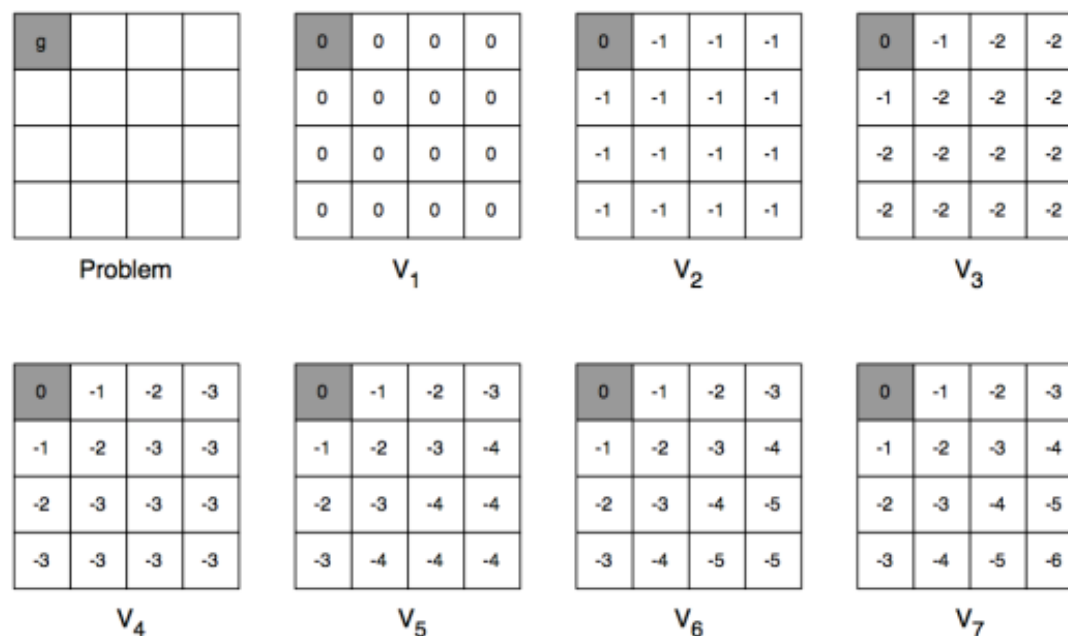 g
0 0 0 0
0 0 0 0
0 0 0 0
0 0 0 0
0 -1 -1 -1
-1 -1 -1 -1
-1 -1 -1 -1
-1 -1 -1 -1
0 -1 -2 -2
-1 -2 -2 -2
-2 -2 -2 -2
-2 -2 -2 -2
Problem
V1
V2
V3
0 -1 -2 -3
-1 -2 -3 -3
-2 -3 -3 -3
-3 -3 -3 -3
0 -1 -2 -3
-1 -2 -3 -4
-2 -3 -4 -4
-3 -4 -4 -4
0 -1 -2 -3
-1 -2 -3 -4
-2 -3 -4 -5
-3 -4 -5 -5
0 -1 -2 -3
-1 -2 -3 -4
-2 -3 -4 -5
-3 -4 -5 -6
V4
V5
V6
V7